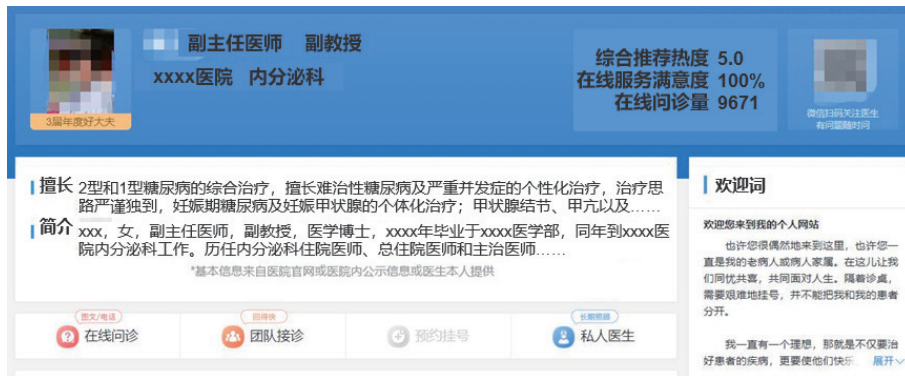 副主任医师 副教授
xxxx医院 内分泌科
3届年度好大夫
综合推荐热度 5.0
在线服务满意度 100%
在线问诊量 9671
微信扫码关注医生
有问题随时问
擅长 2型和1型糖尿病的综合治疗，擅长难治性糖尿病及严重并发症的个性化治疗，治疗思
路严谨独到，妊娠期糖尿病及妊娠甲状腺的个体化治疗；甲状腺结节、甲亢以及……
简介 xxx，女，副主任医师，副教授，医学博士，xxxx年毕业于xxxx医学部，同年到xxxx医
院内分泌科工作。历任内分泌科住院医师、总住院医师和主治医师……
*基本信息来自医院官网或医院内公示信息或医生本人提供
图文/电话
在线问诊
回得快
团队接诊
预约挂号
长期照顾
私人医生
欢迎词
欢迎您来到我的个人网站
也许您很偶然地来到这里，也许您一
直是我的老病人或病人家属。在这儿让我
们同忧共喜，共同面对人生。隔着诊桌，
需要艰难地挂号，并不能把我和我的患者
分开。
我一直有一个理想，那就是不仅要治
好患者的疾病，更要使他们快乐 展开